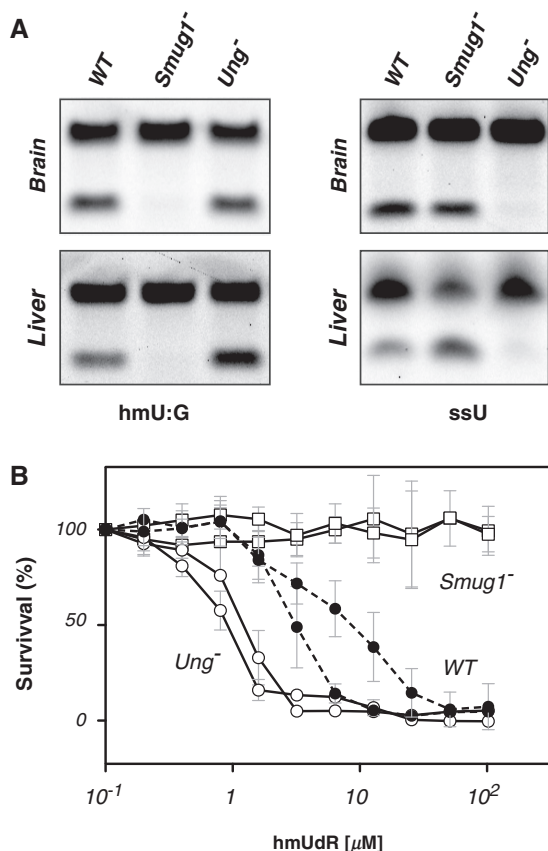 A
WT Smug1⁻ Ung⁻
WT Smug1⁻ Ung⁻
Brain
Brain
Liver
Liver
hmU:G
ssU
B
Survivval (%)
100
50
0
Smug1⁻
Ung⁻
WT
10⁻¹ 1 10 10²
hmUdR [μM]